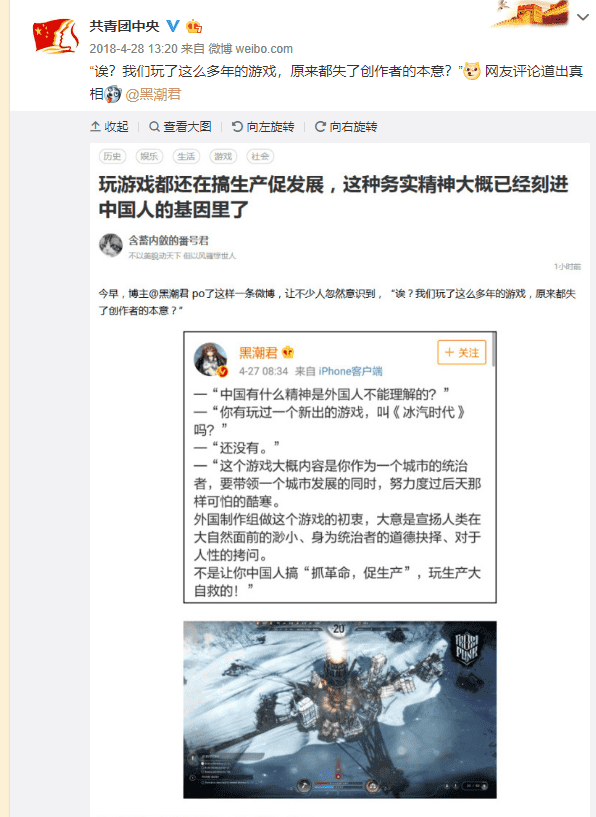 共青团中央
2018-4-28 13:20 来自 微博 weibo.com
“诶？我们玩了这么多年的游戏，原来都失了创作者的本意？” 网友评论道出真
相 @黑潮君
收起 查看大图 向左旋转 向右旋转
历史 娱乐 生活 游戏 社会
玩游戏都还在搞生产促发展，这种务实精神大概已经刻进
中国人的基因里了
含蓄内敛的番号君
1小时前
今早，博主@黑潮君 po了这样一条微博，让不少人忽然意识到，“诶？我们玩了这么多年的游戏，原来都失
了创作者的本意？”
黑潮君
+ 关注
4-27 08:34 来自 iPhone客户端
—“中国有什么精神是外国人不能理解的？”
—“你有玩过一个新出的游戏，叫《冰汽时代》
吗？”
—“还没有。”
—“这个游戏大概内容是你作为一个城市的统治
者，要带领一个城市发展的同时，努力度过后天那
样可怕的酷寒。
外国制作组做这个游戏的初衷，大意是宣扬人类在
大自然面前的渺小、身为统治者的道德抉择、对于
人性的拷问。
不是让你中国人搞“抓革命，促生产”，玩生产大
自救的！”
20
FROST
PUNK